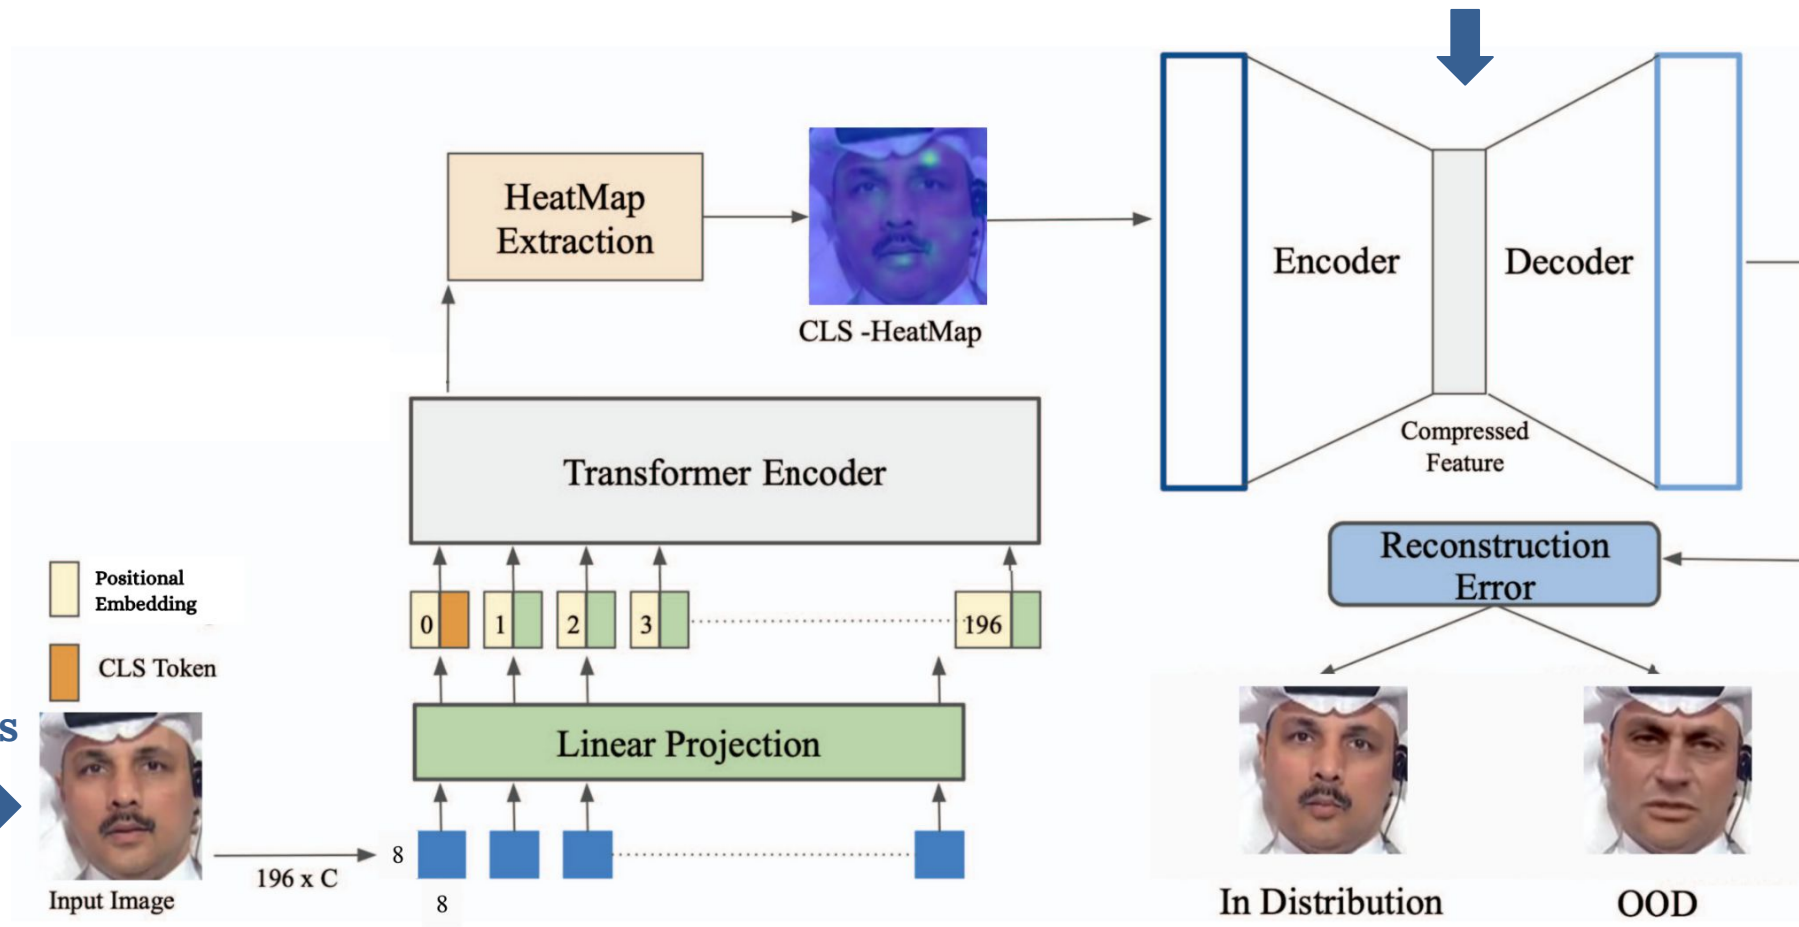 HeatMap
Extraction
CLS -HeatMap
Encoder
Decoder
Compressed
Feature
Transformer Encoder
Reconstruction
Error
Positional
Embedding
CLS Token
0
1
2
3
196
Linear Projection
s
Input Image
196 x C
8
8
In Distribution
OOD